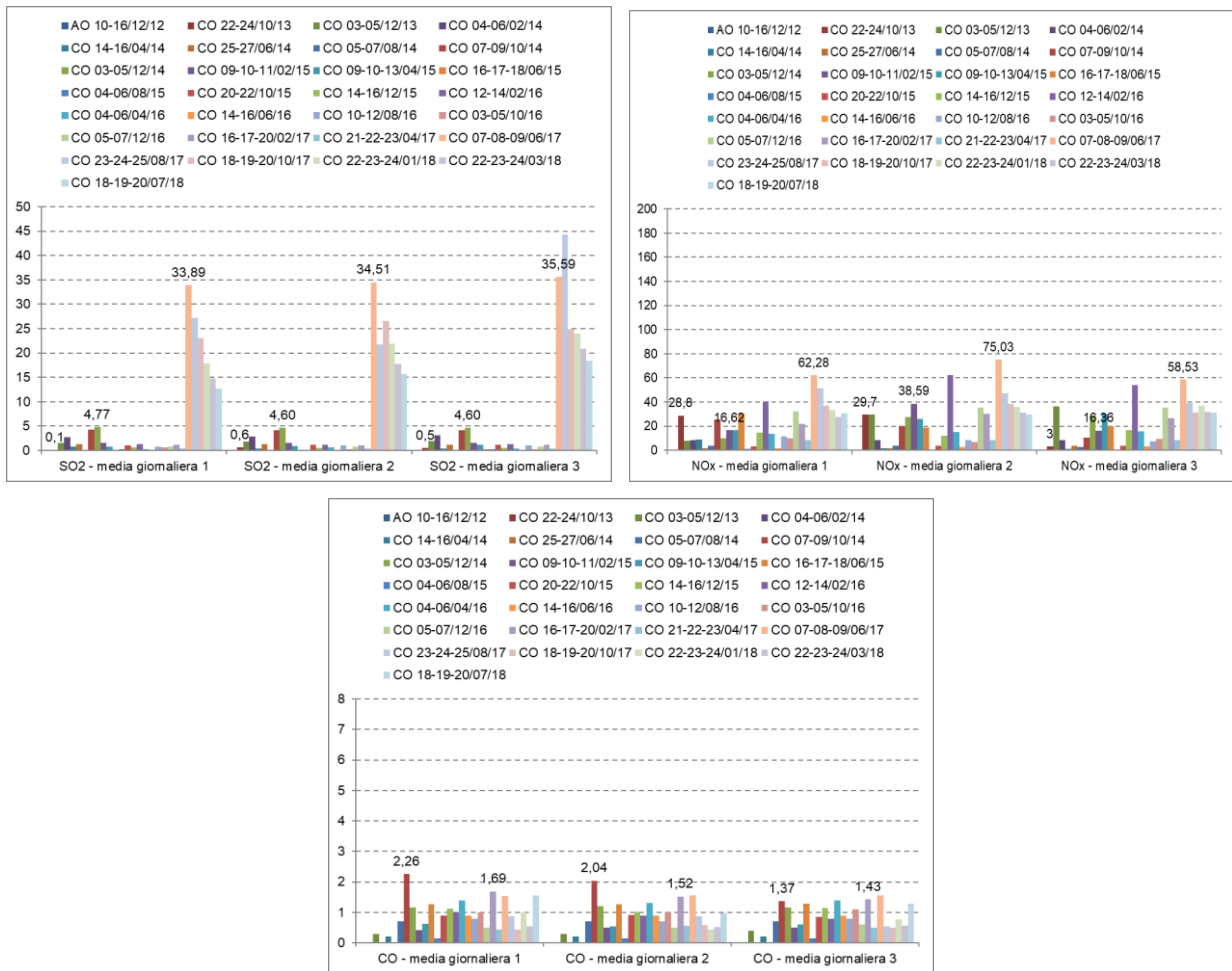 AO 10-16/12/12 CO 22-24/10/13 CO 03-05/12/13 CO 04-06/02/14
CO 14-16/04/14 CO 25-27/06/14 CO 05-07/08/14 CO 07-09/10/14
CO 03-05/12/14 CO 09-10-11/02/15 CO 09-10-13/04/15 CO 16-17-18/06/15
CO 04-06/08/15 CO 20-22/10/15 CO 14-16/12/15 CO 12-14/02/16
CO 04-06/04/16 CO 14-16/06/16 CO 10-12/08/16 CO 03-05/10/16
CO 05-07/12/16 CO 16-17-20/02/17 CO 21-22-23/04/17 CO 07-08-09/06/17
CO 23-24-25/08/17 CO 18-19-20/10/17 CO 22-23-24/01/18 CO 22-23-24/03/18
CO 18-19-20/07/18
50
45
40
35
30
25
20
15
10
5
0
33,89 34,51 35,59
0,1 4,77 0,6 4,60 0,5 4,60
SO2 - media giornaliera 1 SO2 - media giornaliera 2 SO2 - media giornaliera 3
AO 10-16/12/12 CO 22-24/10/13 CO 03-05/12/13 CO 04-06/02/14
CO 14-16/04/14 CO 25-27/06/14 CO 05-07/08/14 CO 07-09/10/14
CO 03-05/12/14 CO 09-10-11/02/15 CO 09-10-13/04/15 CO 16-17-18/06/15
CO 04-06/08/15 CO 20-22/10/15 CO 14-16/12/15 CO 12-14/02/16
CO 04-06/04/16 CO 14-16/06/16 CO 10-12/08/16 CO 03-05/10/16
CO 05-07/12/16 CO 16-17-20/02/17 CO 21-22-23/04/17 CO 07-08-09/06/17
CO 23-24-25/08/17 CO 18-19-20/10/17 CO 22-23-24/01/18 CO 22-23-24/03/18
CO 18-19-20/07/18
200
180
160
140
120
100
80
60
40
20
0
62,28 75,03 58,53
28,8 16,62 29,7 38,59 3 16,36
NOx - media giornaliera 1 NOx - media giornaliera 2 NOx - media giornaliera 3
AO 10-16/12/12 CO 22-24/10/13 CO 03-05/12/13 CO 04-06/02/14
CO 14-16/04/14 CO 25-27/06/14 CO 05-07/08/14 CO 07-09/10/14
CO 03-05/12/14 CO 09-10-11/02/15 CO 09-10-13/04/15 CO 16-17-18/06/15
CO 04-06/08/15 CO 20-22/10/15 CO 14-16/12/15 CO 12-14/02/16
CO 04-06/04/16 CO 14-16/06/16 CO 10-12/08/16 CO 03-05/10/16
CO 05-07/12/16 CO 16-17-20/02/17 CO 21-22-23/04/17 CO 07-08-09/06/17
CO 23-24-25/08/17 CO 18-19-20/10/17 CO 22-23-24/01/18 CO 22-23-24/03/18
CO 18-19-20/07/18
8
7
6
5
4
3
2
1
0
2,26 1,69 2,04 1,52 1,37 1,43
CO - media giornaliera 1 CO - media giornaliera 2 CO - media giornaliera 3